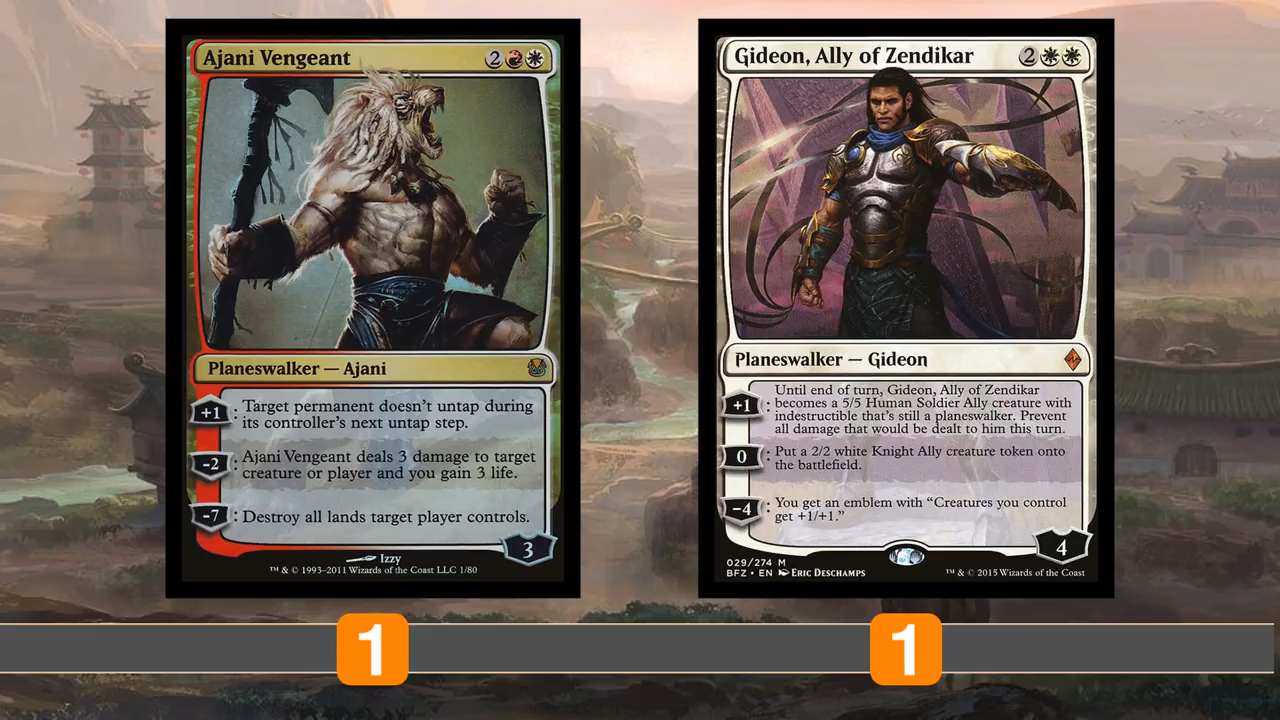 Ajani Vengeant 2
Planeswalker — Ajani
+1 : Target permanent doesn't untap during
its controller's next untap step.
-2 : Ajani Vengeant deals 3 damage to target
creature or player and you gain 3 life.
-7 : Destroy all lands target player controls.
3
Izzy
™ & © 1993–2011 Wizards of the Coast LLC 1/80
1
Gideon, Ally of Zendikar 2
Planeswalker — Gideon
Until end of turn, Gideon, Ally of Zendikar
+1 : becomes a 5/5 Human Soldier Ally creature with
indestructible that's still a planeswalker. Prevent
all damage that would be dealt to him this turn.
0 : Put a 2/2 white Knight Ally creature token onto
the battlefield.
-4 : You get an emblem with "Creatures you control
get +1/+1."
4
029/274 M
BFZ • EN Eric Deschamps ™ & © 2015 Wizards of the Coast
1